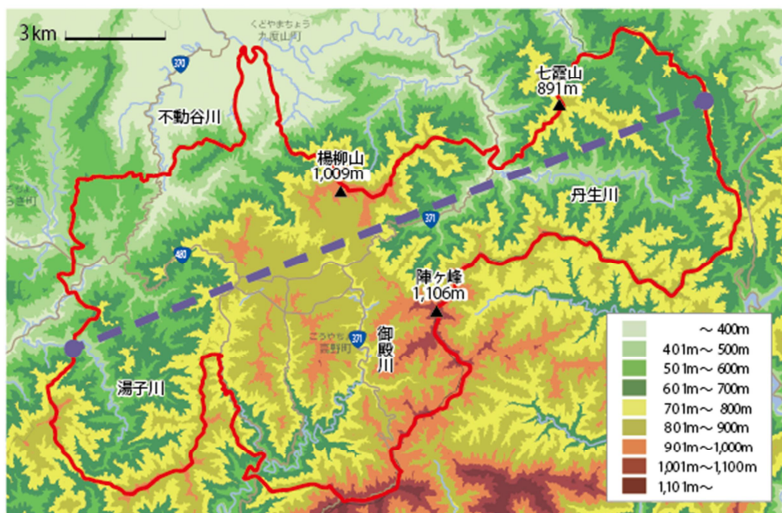 3km
くどやまちょう
九度山町
370
不動谷川
七霞山
891m
楊柳山
1,009m
丹生川
371
480
陣ヶ峰
1,106m
こうやちょう
高野町
371
御殿川
湯子川
～ 400m
401m～ 500m
501m～ 600m
601m～ 700m
701m～ 800m
801m～ 900m
901m～1,000m
1,001m～1,100m
1,101m～